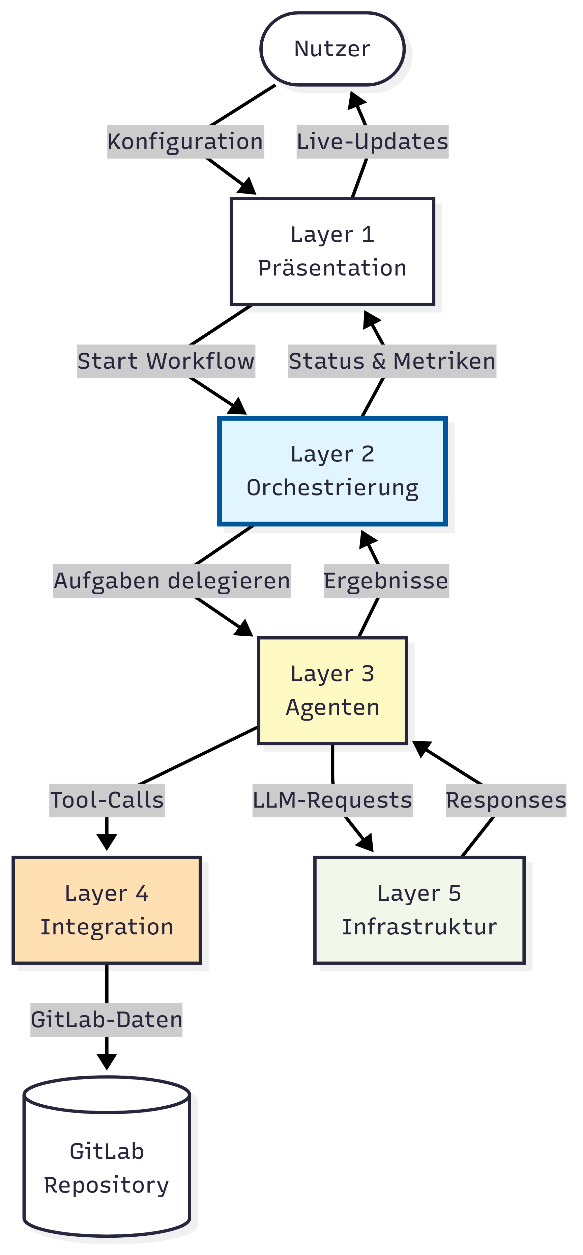 Nutzer
Konfiguration
Live-Updates
Layer 1
Präsentation
Start Workflow
Status & Metriken
Layer 2
Orchestrierung
Aufgaben delegieren
Ergebnisse
Layer 3
Agenten
Tool-Calls
LLM-Requests
Responses
Layer 4
Integration
Layer 5
Infrastruktur
GitLab-Daten
GitLab
Repository